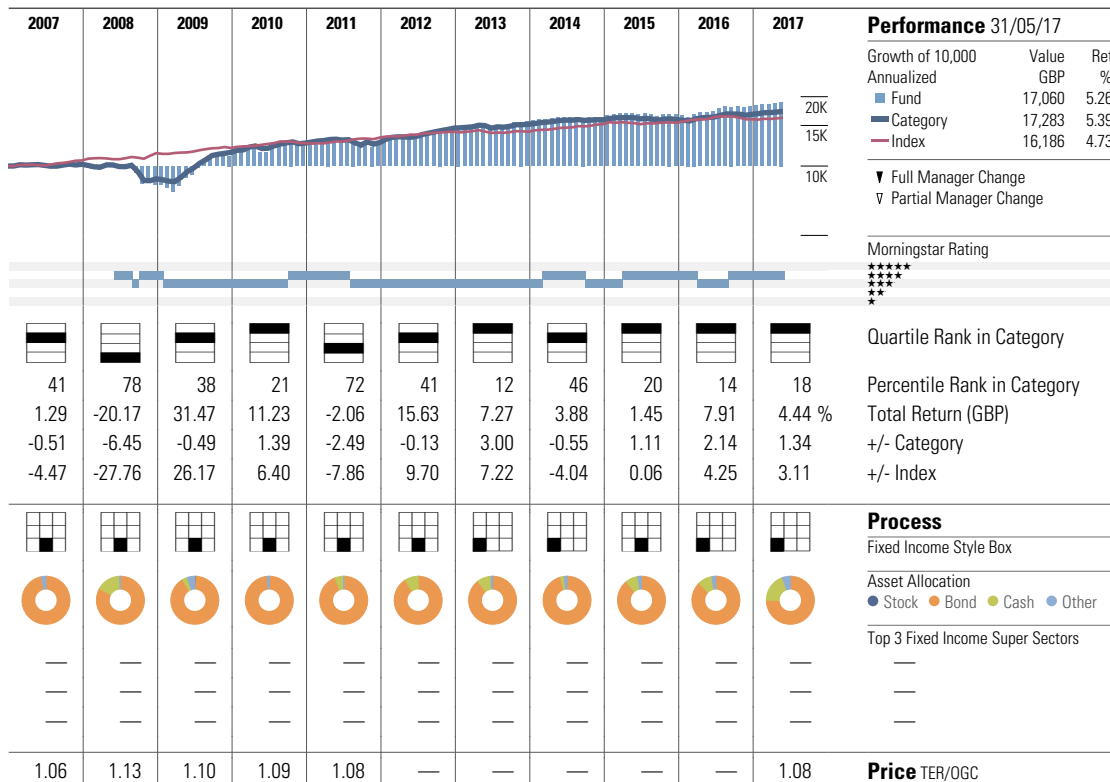 2007 2008 2009 2010 2011 2012 2013 2014 2015 2016 2017
Performance 31/05/17
Growth of 10,000 Value Ret
Annualized GBP %
Fund 17,060 5.26
Category 17,283 5.39
Index 16,186 4.73
20K
15K
10K
▼ Full Manager Change
▽ Partial Manager Change
Morningstar Rating
★★★★★
★★★★
★★★
★★
★
Quartile Rank in Category
41 78 38 21 72 41 12 46 20 14 18 Percentile Rank in Category
1.29 -20.17 31.47 11.23 -2.06 15.63 7.27 3.88 1.45 7.91 4.44 % Total Return (GBP)
-0.51 -6.45 -0.49 1.39 -2.49 -0.13 3.00 -0.55 1.11 2.14 1.34 +/- Category
-4.47 -27.76 26.17 6.40 -7.86 9.70 7.22 -4.04 0.06 4.25 3.11 +/- Index
Process
Fixed Income Style Box
Asset Allocation
Stock Bond Cash Other
Top 3 Fixed Income Super Sectors
— — — — — — — — — — — —
— — — — — — — — — — — —
— — — — — — — — — — — —
1.06 1.13 1.10 1.09 1.08 — — — — — 1.08 Price TER/OGC